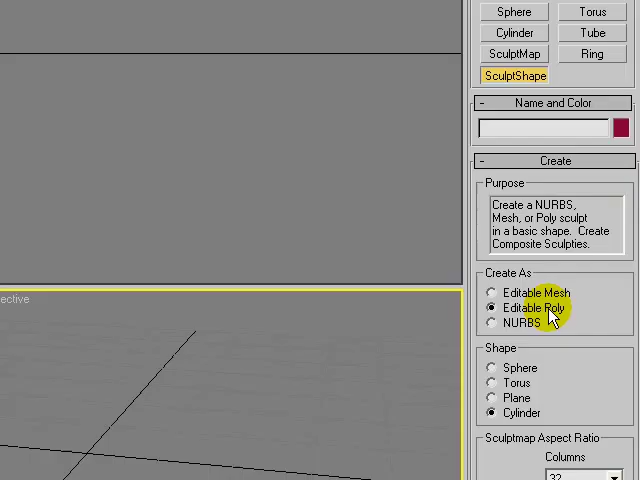 Sphere Torus
Cylinder Tube
SculptMap Ring
SculptShape
- Name and Color
- Create
Purpose
Create a NURBS,
Mesh, or Poly sculpt
in a basic shape. Create
Composite Sculpties.
Create As
Editable Mesh
ective
Editable Poly
NURBS
Shape
Sphere
Torus
Plane
Cylinder
Sculptmap Aspect Ratio
Columns
32